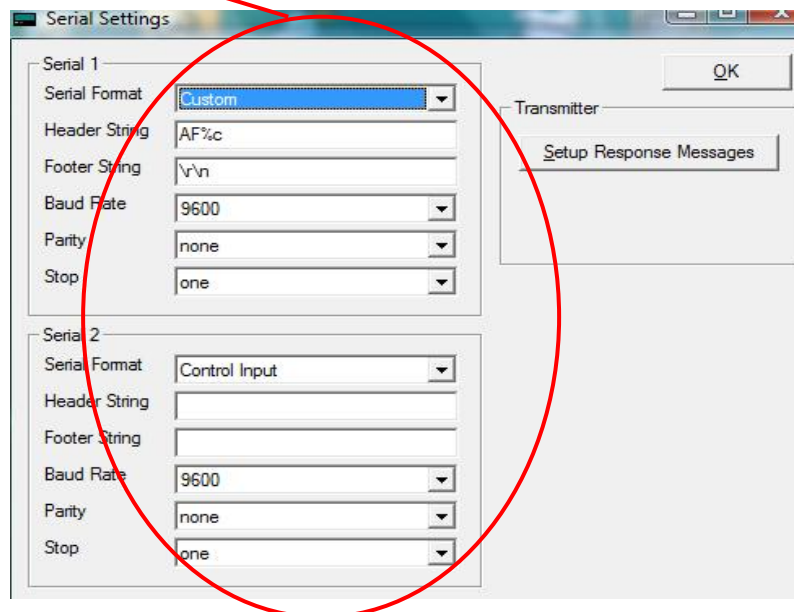 Serial Settings
Serial 1
Serial Format Custom
Header String AF%c
Footer String \r\n
Baud Rate 9600
Parity none
Stop one
OK
Transmitter
Setup Response Messages
Serial 2
Serial Format Control Input
Header String
Footer String
Baud Rate 9600
Parity none
Stop one